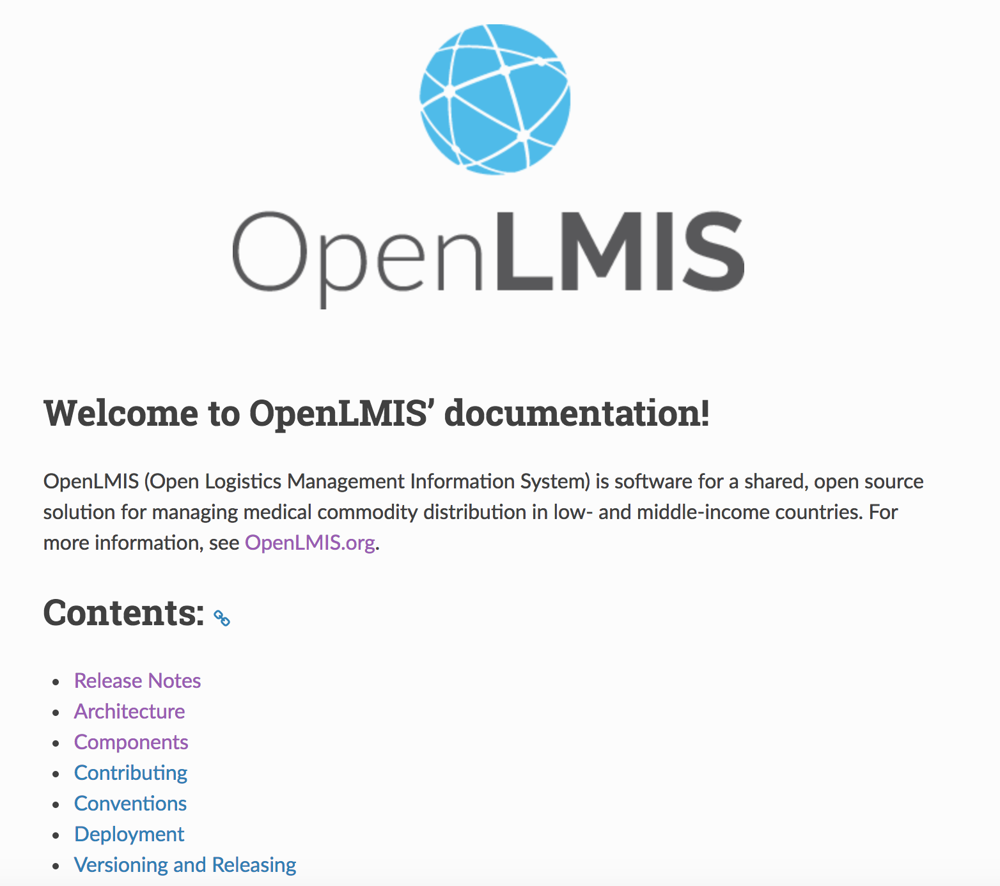 OpenLMIS
Welcome to OpenLMIS’ documentation!
OpenLMIS (Open Logistics Management Information System) is software for a shared, open source
solution for managing medical commodity distribution in low- and middle-income countries. For
more information, see OpenLMIS.org.
Contents:
Release Notes
Architecture
Components
Contributing
Conventions
Deployment
Versioning and Releasing